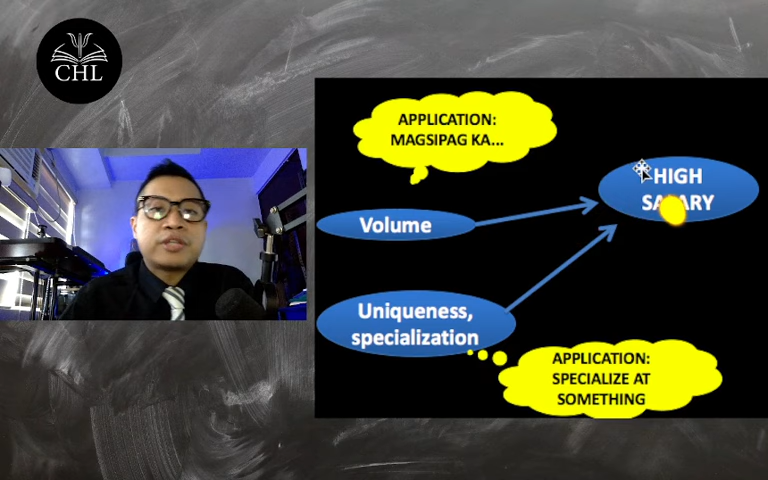 CHL
APPLICATION:
MAGSIPAG KA...
HIGH
SALARY
Volume
Uniqueness,
specialization
APPLICATION:
SPECIALIZE AT
SOMETHING